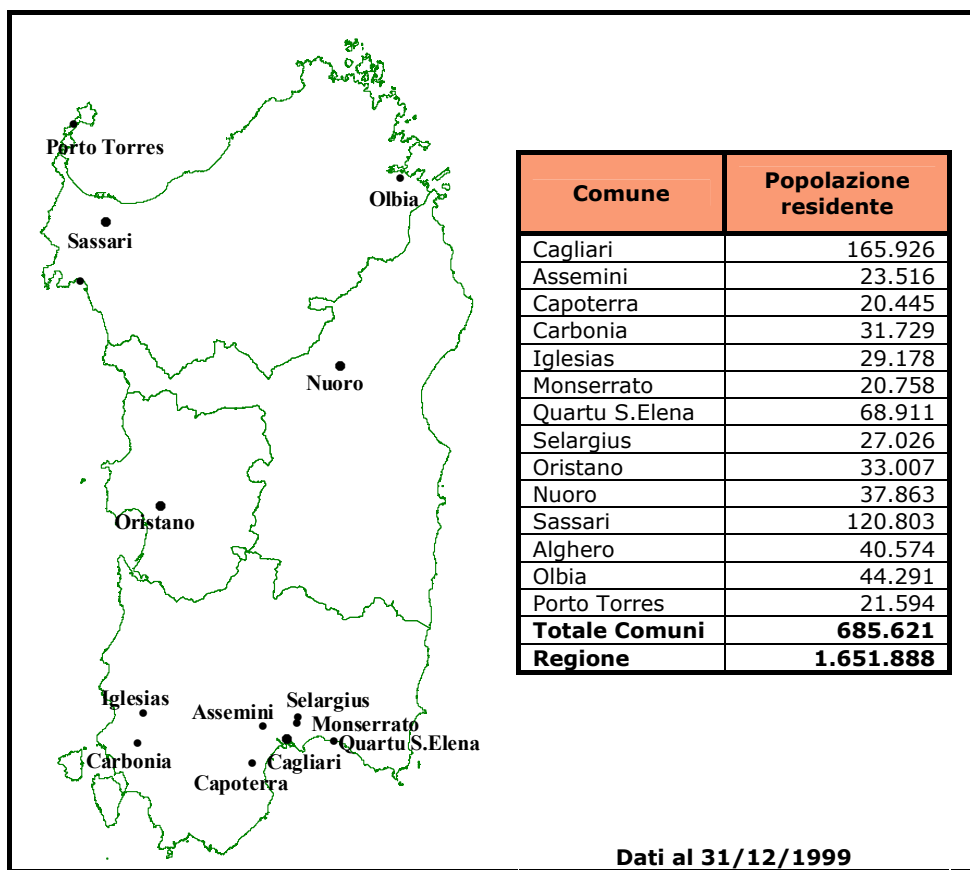 Porto Torres
Olbia
Sassari
Nuoro
Oristano
Iglesias
Selargius
Assemini
Monserrato
Quartu S.Elena
Carbonia
Cagliari
Capoterra
Comune Popolazione residente
Cagliari 165.926
Assemini 23.516
Capoterra 20.445
Carbonia 31.729
Iglesias 29.178
Monserrato 20.758
Quartu S.Elena 68.911
Selargius 27.026
Oristano 33.007
Nuoro 37.863
Sassari 120.803
Alghero 40.574
Olbia 44.291
Porto Torres 21.594
Totale Comuni 685.621
Regione 1.651.888
Dati al 31/12/1999